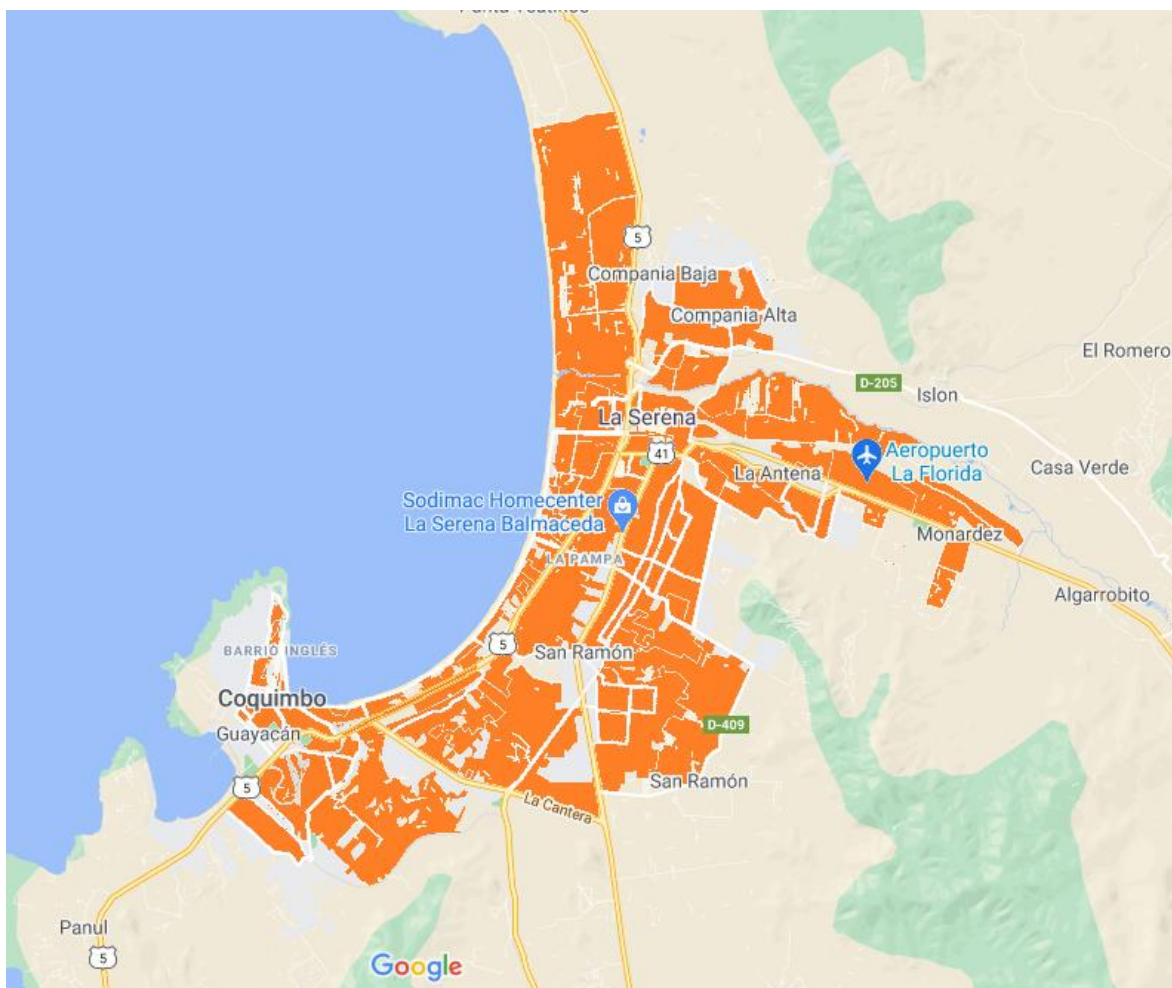 5
Compania Baja
Compania Alta
El Romero
D-205
Islon
La Serena
41
Aeropuerto
La Florida
La Antena
Casa Verde
Sodimac Homecenter
La Serena Balmaceda
Monardez
LA PAMPA
Algarrobito
5
San Ramón
BARRIO INGLÉS
Coquimbo
D-409
Guayacán
San Ramón
5
La Cantera
Panul
5
Google